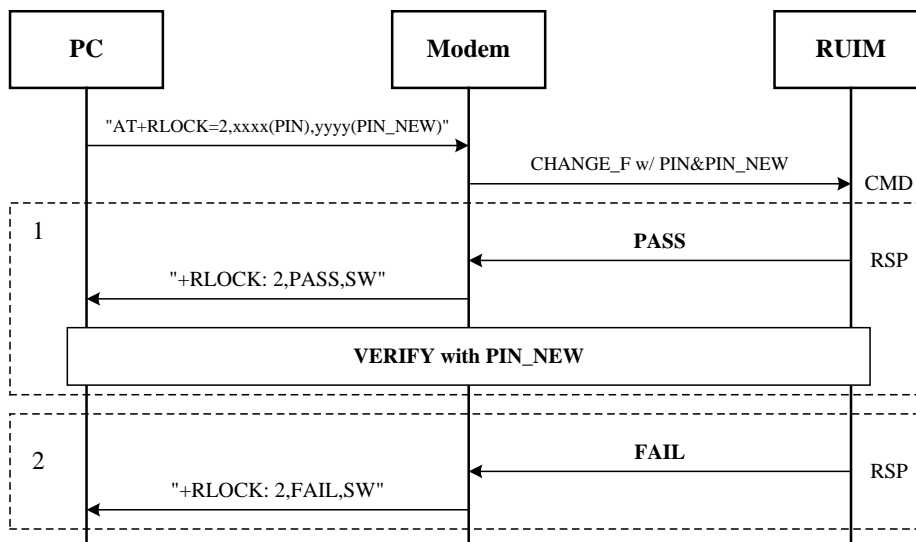 PC
Modem
RUIM
"AT+RLOCK=2,xxxx(PIN),yyyy(PIN_NEW)"
CHANGE_F w/ PIN&PIN_NEW
CMD
1
PASS
RSP
"+RLOCK: 2,PASS,SW"
VERIFY with PIN_NEW
2
FAIL
RSP
"+RLOCK: 2,FAIL,SW"